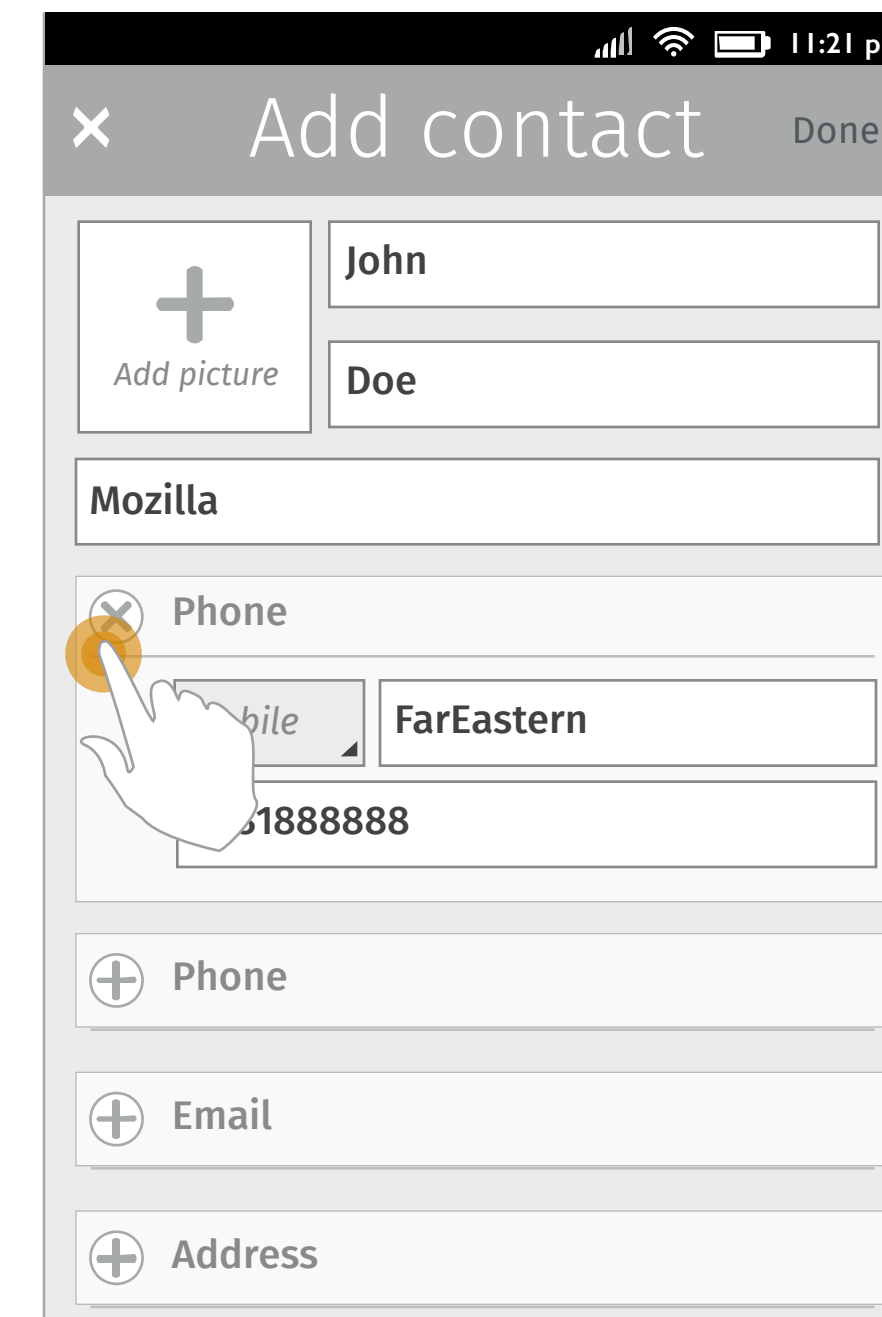 11:21 p
Add contact
Done
John
Add picture
Doe
Mozilla
Phone
FarEastern
Phone
Email
Address